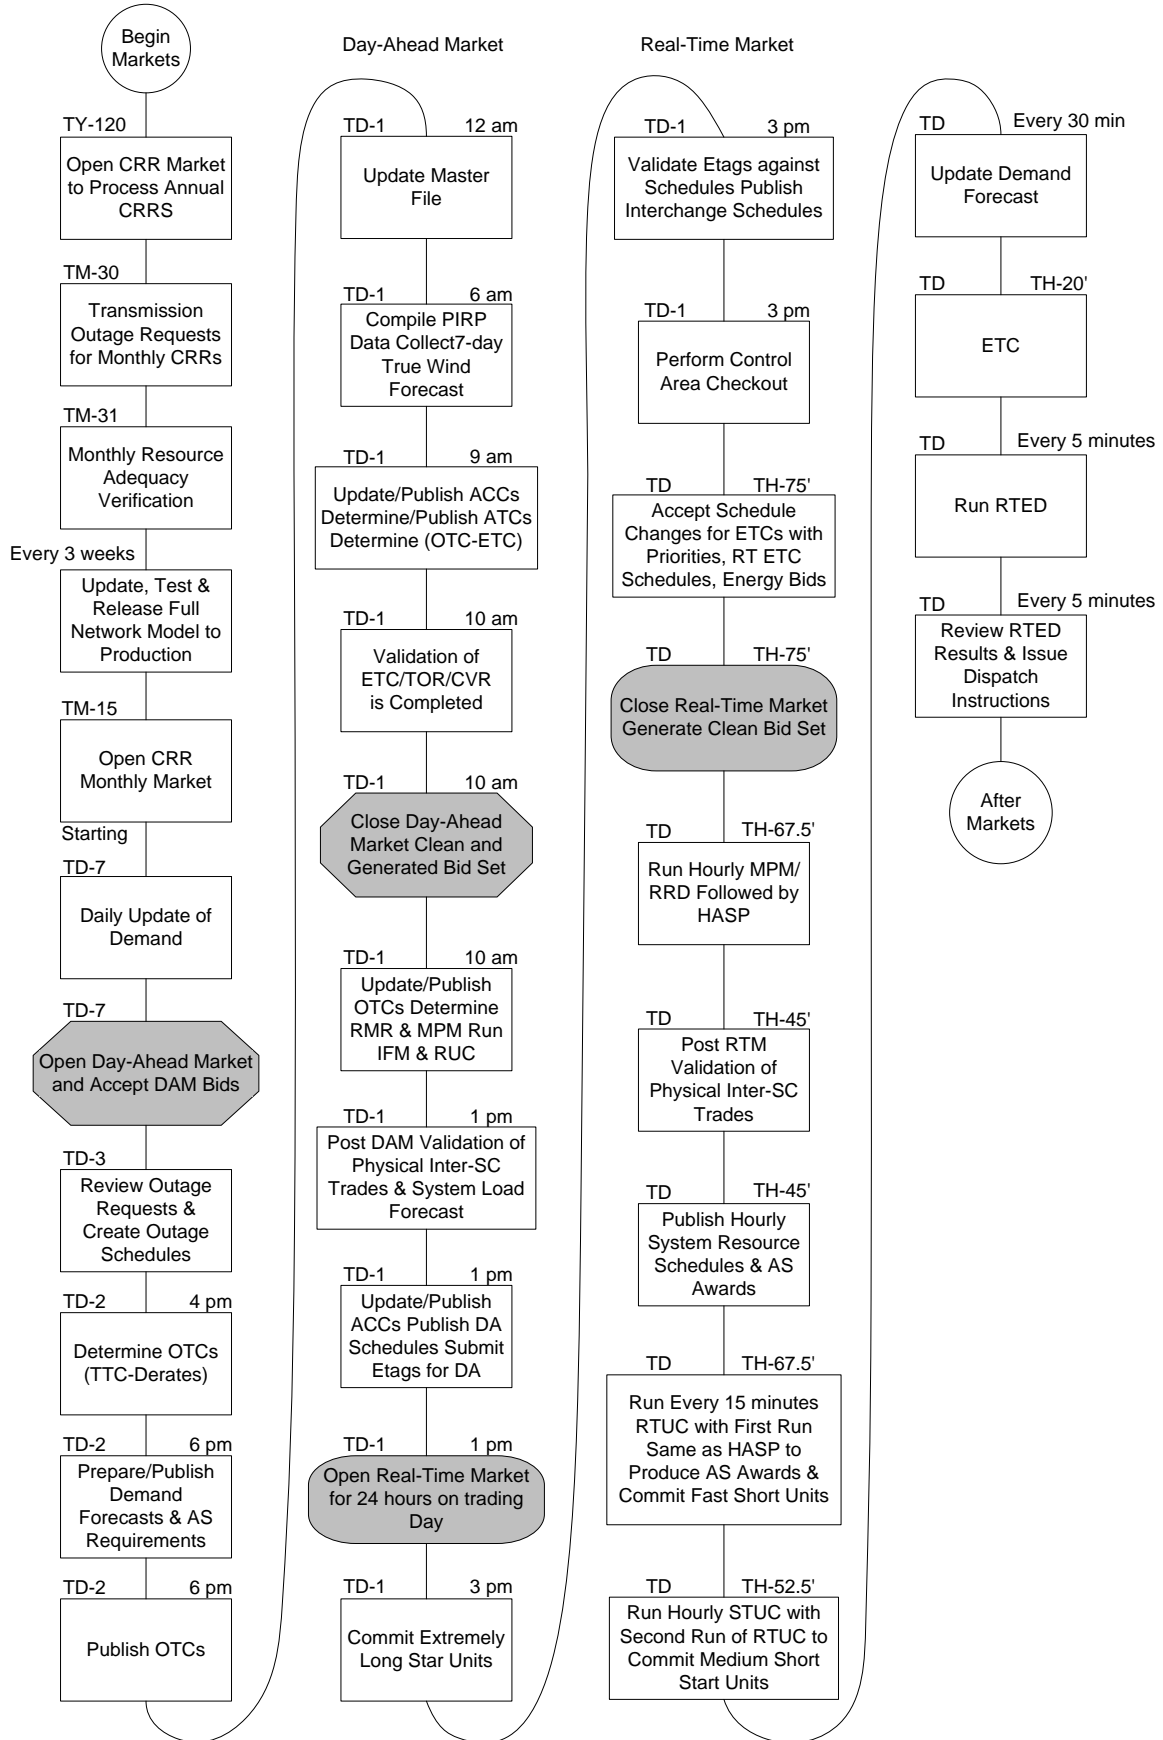 Begin
Markets
TY-120
Open CRR Market
to Process Annual
CRRS
TM-30
Transmission
Outage Requests
for Monthly CRRs
TM-31
Monthly Resource
Adequacy
Verification
Every 3 weeks
Update, Test &
Release Full
Network Model to
Production
TM-15
Open CRR
Monthly Market
Starting
TD-7
Daily Update of
Demand
TD-7
Open Day-Ahead Market
and Accept DAM Bids
TD-3
Review Outage
Requests &
Create Outage
Schedules
TD-2 4 pm
Determine OTCs
(TTC-Derates)
TD-2 6 pm
Prepare/Publish
Demand
Forecasts & AS
Requirements
TD-2 6 pm
Publish OTCs
Day-Ahead Market
TD-1 12 am
Update Master
File
TD-1 6 am
Compile PIRP
Data Collect7-day
True Wind
Forecast
TD-1 9 am
Update/Publish ACCs
Determine/Publish ATCs
Determine (OTC-ETC)
TD-1 10 am
Validation of
ETC/TOR/CVR
is Completed
TD-1 10 am
Close Day-Ahead
Market Clean and
Generated Bid Set
TD-1 10 am
Update/Publish
OTCs Determine
RMR & MPM Run
IFM & RUC
TD-1 1 pm
Post DAM Validation of
Physical Inter-SC
Trades & System Load
Forecast
TD-1 1 pm
Update/Publish
ACCs Publish DA
Schedules Submit
Etags for DA
TD-1 1 pm
Open Real-Time Market
for 24 hours on trading
Day
TD-1 3 pm
Commit Extremely
Long Star Units
Real-Time Market
TD-1 3 pm
Validate Etags against
Schedules Publish
Interchange Schedules
TD-1 3 pm
Perform Control
Area Checkout
TD TH-75'
Accept Schedule
Changes for ETCs with
Priorities, RT ETC
Schedules, Energy Bids
TD TH-75'
Close Real-Time Market
Generate Clean Bid Set
TD TH-67.5'
Run Hourly MPM/
RRD Followed by
HASP
TD TH-45'
Post RTM
Validation of
Physical Inter-SC
Trades
TD TH-45'
Publish Hourly
System Resource
Schedules & AS
Awards
TD TH-67.5'
Run Every 15 minutes
RTUC with First Run
Same as HASP to
Produce AS Awards &
Commit Fast Short Units
TD TH-52.5'
Run Hourly STUC with
Second Run of RTUC to
Commit Medium Short
Start Units
TD Every 30 min
Update Demand
Forecast
TD TH-20'
ETC
TD Every 5 minutes
Run RTED
TD Every 5 minutes
Review RTED
Results & Issue
Dispatch
Instructions
After
Markets